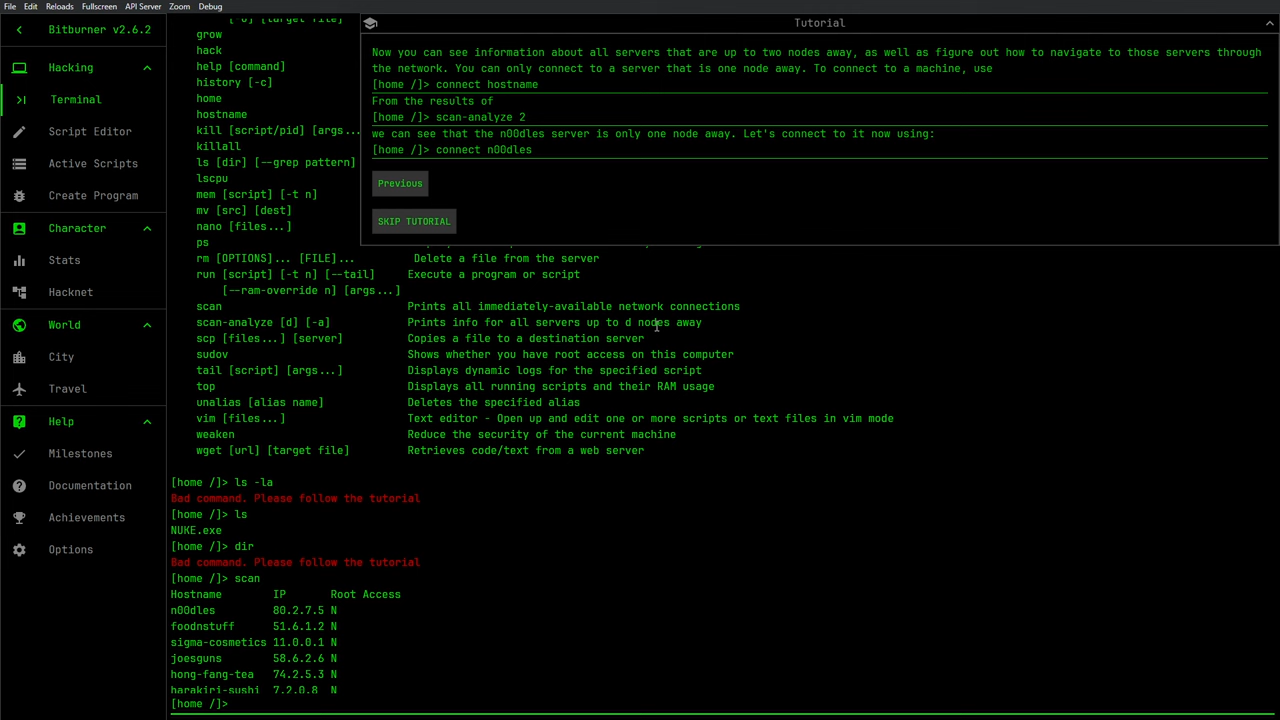 File Edit Reloads Fullscreen API Server Zoom Debug
Bitburner v2.6.2
Hacking
Terminal
Script Editor
Active Scripts
Create Program
Character
Stats
Hacknet
World
City
Travel
Help
Milestones
Documentation
Achievements
Options
Tutorial
Now you can see information about all servers that are up to two nodes away, as well as figure out how to navigate to those servers through
the network. You can only connect to a server that is one node away. To connect to a machine, use
[home /]> connect hostname
From the results of
[home /]> scan-analyze 2
we can see that the n00dles server is only one node away. Let's connect to it now using:
[home /]> connect n00dles
Previous
SKIP TUTORIAL
grow
hack
help [command]
history [-c]
home
hostname
kill [script/pid] [args...
killall
ls [dir] [--grep pattern]
lscpu
mem [script] [-t n]
mv [src] [dest]
nano [files...]
ps
rm [OPTIONS]... [FILE]... Delete a file from the server
run [script] [-t n] [--tail] Execute a program or script
[--ram-override n] [args...]
scan Prints all immediately-available network connections
scan-analyze [d] [-a] Prints info for all servers up to d nodes away
scp [files...] [server] Copies a file to a destination server
sudov Shows whether you have root access on this computer
tail [script] [args...] Displays dynamic logs for the specified script
top Displays all running scripts and their RAM usage
unalias [alias name] Deletes the specified alias
vim [files...] Text editor - Open up and edit one or more scripts or text files in vim mode
weaken Reduce the security of the current machine
wget [url] [target file] Retrieves code/text from a web server
[home /]> ls -la
Bad command. Please follow the tutorial
[home /]> ls
NUKE.exe
[home /]> dir
Bad command. Please follow the tutorial
[home /]> scan
Hostname IP Root Access
n00dles 80.2.7.5 N
foodnstuff 51.6.1.2 N
sigma-cosmetics 11.0.0.1 N
joesguns 58.6.2.6 N
hong-fang-tea 74.2.5.3 N
harakiri-sushi 7.2.0.8 N
[home /]>